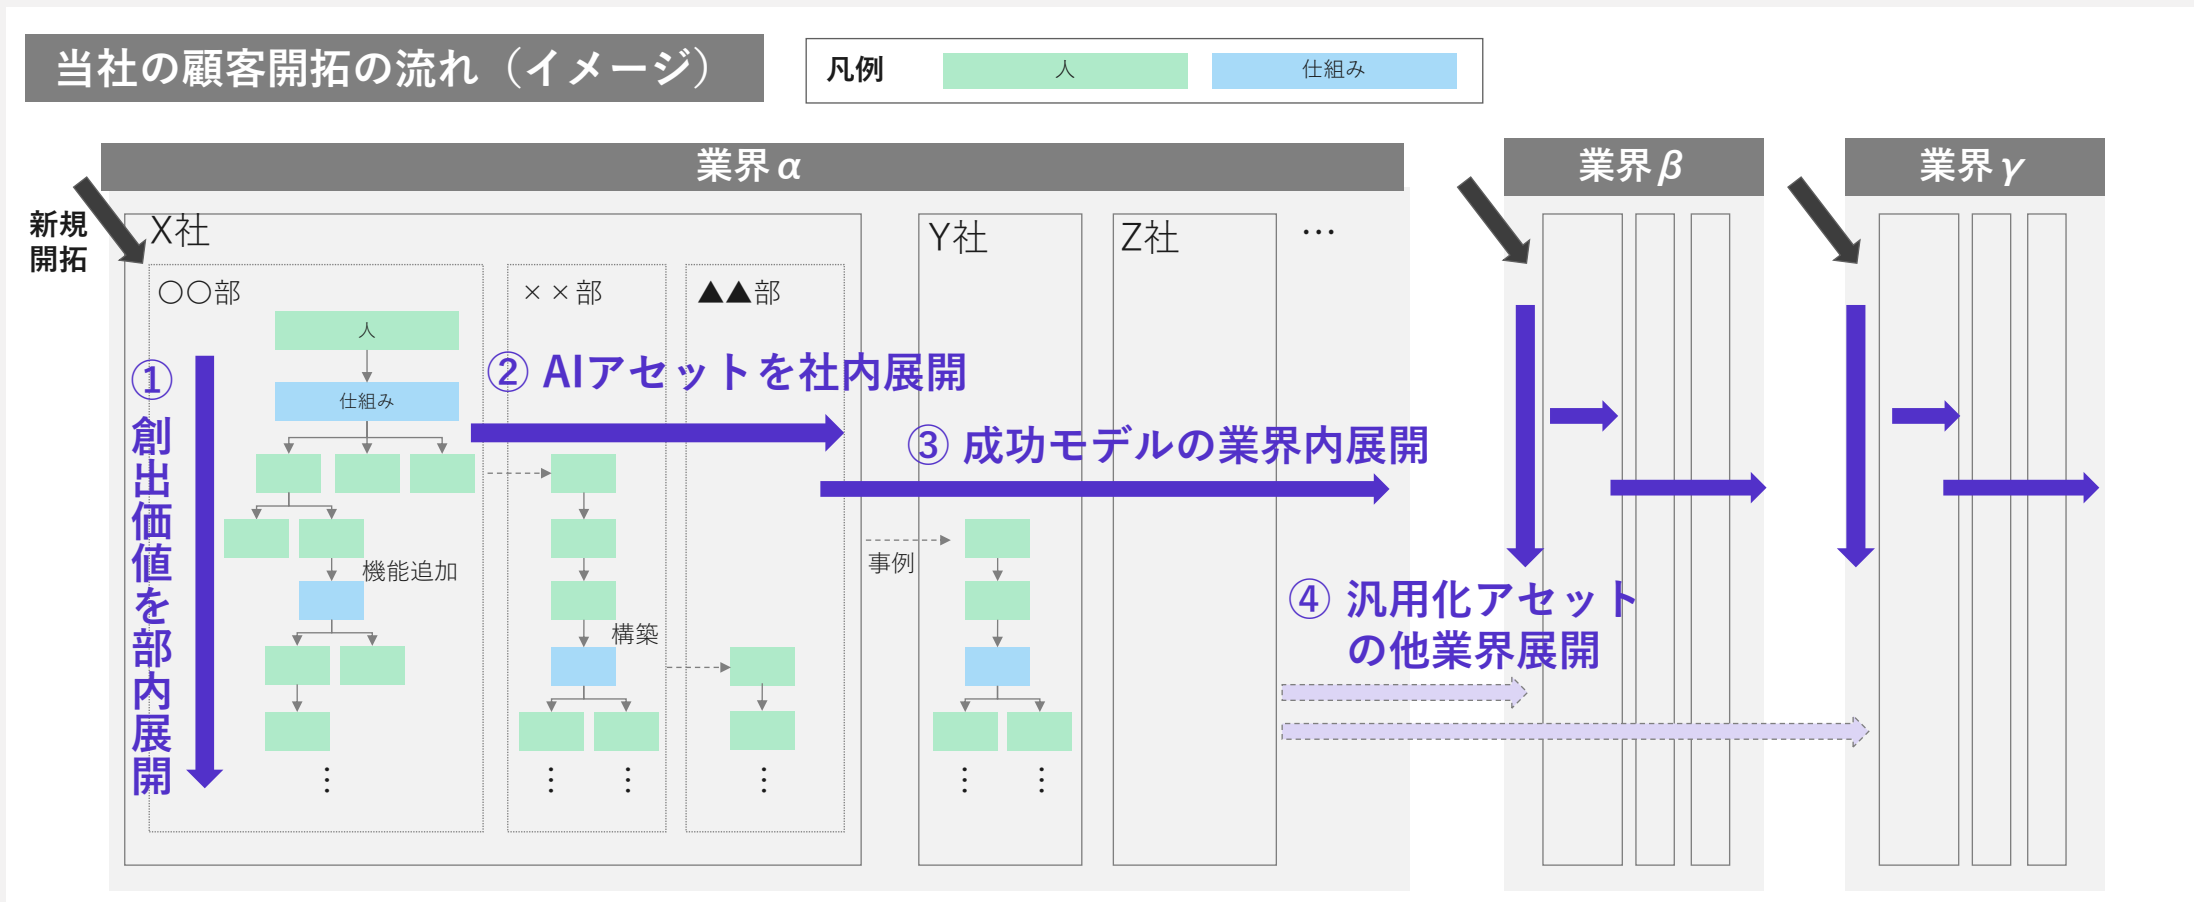 当社の顧客開拓の流れ（イメージ）
凡例
人
仕組み
業界α
業界β
業界γ
新規
開拓
X社
Y社
Z社
…
〇〇部
××部
▲▲部
人
仕組み
① 創出価値を部内展開
② AIアセットを社内展開
③ 成功モデルの業界内展開
機能追加
事例
構築
④ 汎用化アセット
の他業界展開
⋮
⋮
⋮
⋮
⋮
⋮